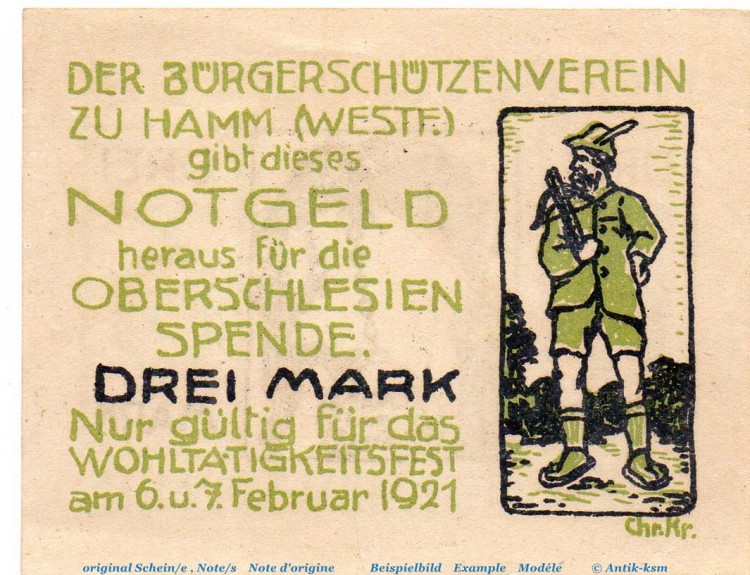 DER BÜRGERSCHÜTZENVEREIN
ZU HAMM (WESTF.)
gibt dieses
NOTGELD
heraus für die
OBERSCHLESIEN
SPENDE.
DREI MARK
Nur gültig für das
WOHLTATIGKEITSFEST
am 6. u. 7. Februar 1921
Chr. Kr.
original Schein/e , Note/s Note d'origine Beispielbild Example Modélé © Antik-ksm